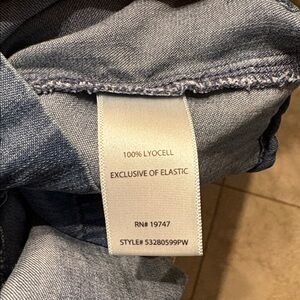 100% LYOCELL
EXCLUSIVE OF ELASTIC
RN# 19747
STYLE# 53280599PW